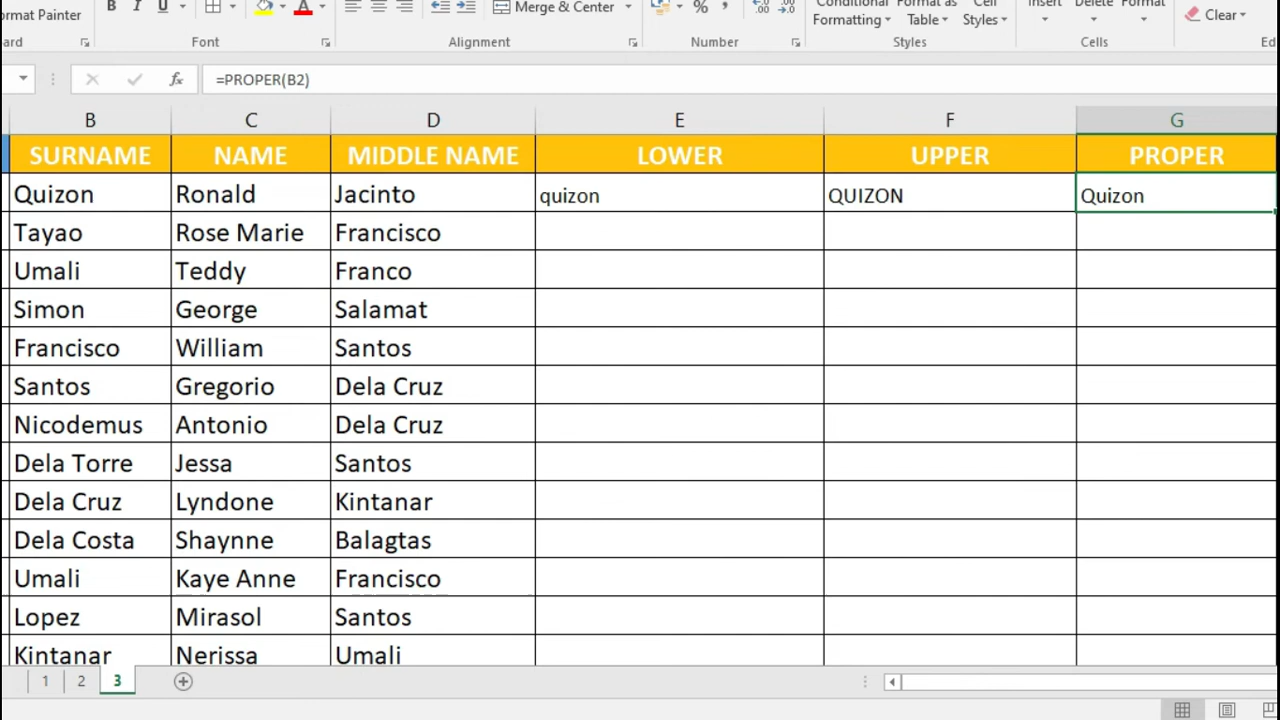 ormat Painter
B I U
Merge & Center
%
Conditional Format as Cell
Formatting Table Styles
Insert Delete Format
Clear
ard Font Alignment Number Styles Cells Ed
fx =PROPER(B2)
B C D E F G
SURNAME NAME MIDDLE NAME LOWER UPPER PROPER
Quizon Ronald Jacinto quizon QUIZON Quizon
Tayao Rose Marie Francisco
Umali Teddy Franco
Simon George Salamat
Francisco William Santos
Santos Gregorio Dela Cruz
Nicodemus Antonio Dela Cruz
Dela Torre Jessa Santos
Dela Cruz Lyndone Kintanar
Dela Costa Shaynne Balagtas
Umali Kaye Anne Francisco
Lopez Mirasol Santos
Kintanar Nerissa Umali
1 2 3